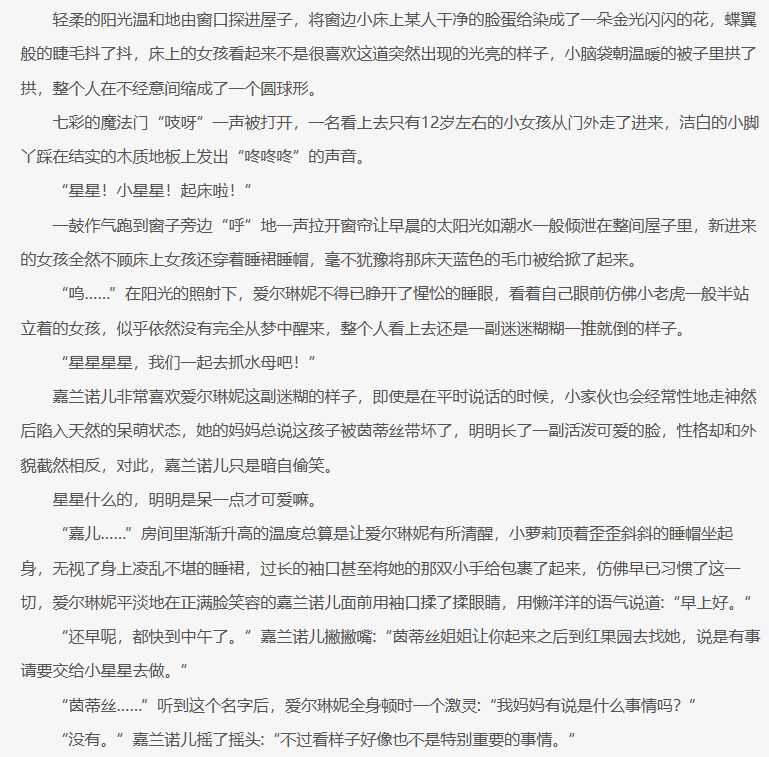 轻柔的阳光温和地由窗口探进屋子，将窗边小床上某人干净的脸蛋给染成了一朵金光闪闪的花，蝶翼
般的睫毛抖了抖，床上的女孩看起来不是很喜欢这道突然出现的光亮的样子，小脑袋朝温暖的被子里拱了
拱，整个人在不经意间缩成了一个圆球形。
七彩的魔法门“吱呀”一声被打开，一名看上去只有12岁左右的小女孩从门外走了进来，洁白的小脚
丫踩在结实的木质地板上发出“咚咚咚”的声音。
“星星！小星星！起床啦！”
一鼓作气跑到窗子旁边“呼”地一声拉开窗帘让早晨的太阳光如潮水一般倾泄在整间屋子里，新进来
的女孩全然不顾床上女孩还穿着睡裙睡帽，毫不犹豫将那床天蓝色的毛巾被给掀了起来。
“呜……”在阳光的照射下，爱尔琳妮不得已睁开了惺忪的睡眼，看着自己眼前仿佛小老虎一般半站
立着的女孩，似乎依然没有完全从梦中醒来，整个人看上去还是一副迷迷糊糊一推就倒的样子。
“星星星星，我们一起去抓水母吧！”
嘉兰诺儿非常喜欢爱尔琳妮这副迷糊的样子，即使是在平时说话的时候，小家伙也会经常性地走神然
后陷入天然的呆萌状态，她的妈妈总说这孩子被茵蒂丝带坏了，明明长了一副活泼可爱的脸，性格却和外
貌截然相反，对此，嘉兰诺儿只是暗自偷笑。
星星什么的，明明是呆一点才可爱嘛。
“嘉儿……”房间里渐渐升高的温度总算是让爱尔琳妮有所清醒，小萝莉顶着歪歪斜斜的睡帽坐起
身，无视了身上凌乱不堪的睡裙，过长的袖口甚至将她的那双小手给包裹了起来，仿佛早已习惯了这一
切，爱尔琳妮平淡地在正满脸笑容的嘉兰诺儿面前用袖口揉了揉眼睛，用懒洋洋的语气说道:“早上好。”
“还早呢，都快到中午了。”嘉兰诺儿撇撇嘴:“茵蒂丝姐姐让你起来之后到红果园去找她，说是有事
请要交给小星星去做。”
“茵蒂丝……”听到这个名字后，爱尔琳妮全身顿时一个激灵:“我妈妈有说是什么事情吗？”
“没有。”嘉兰诺儿摇了摇头:“不过看样子好像也不是特别重要的事情。”